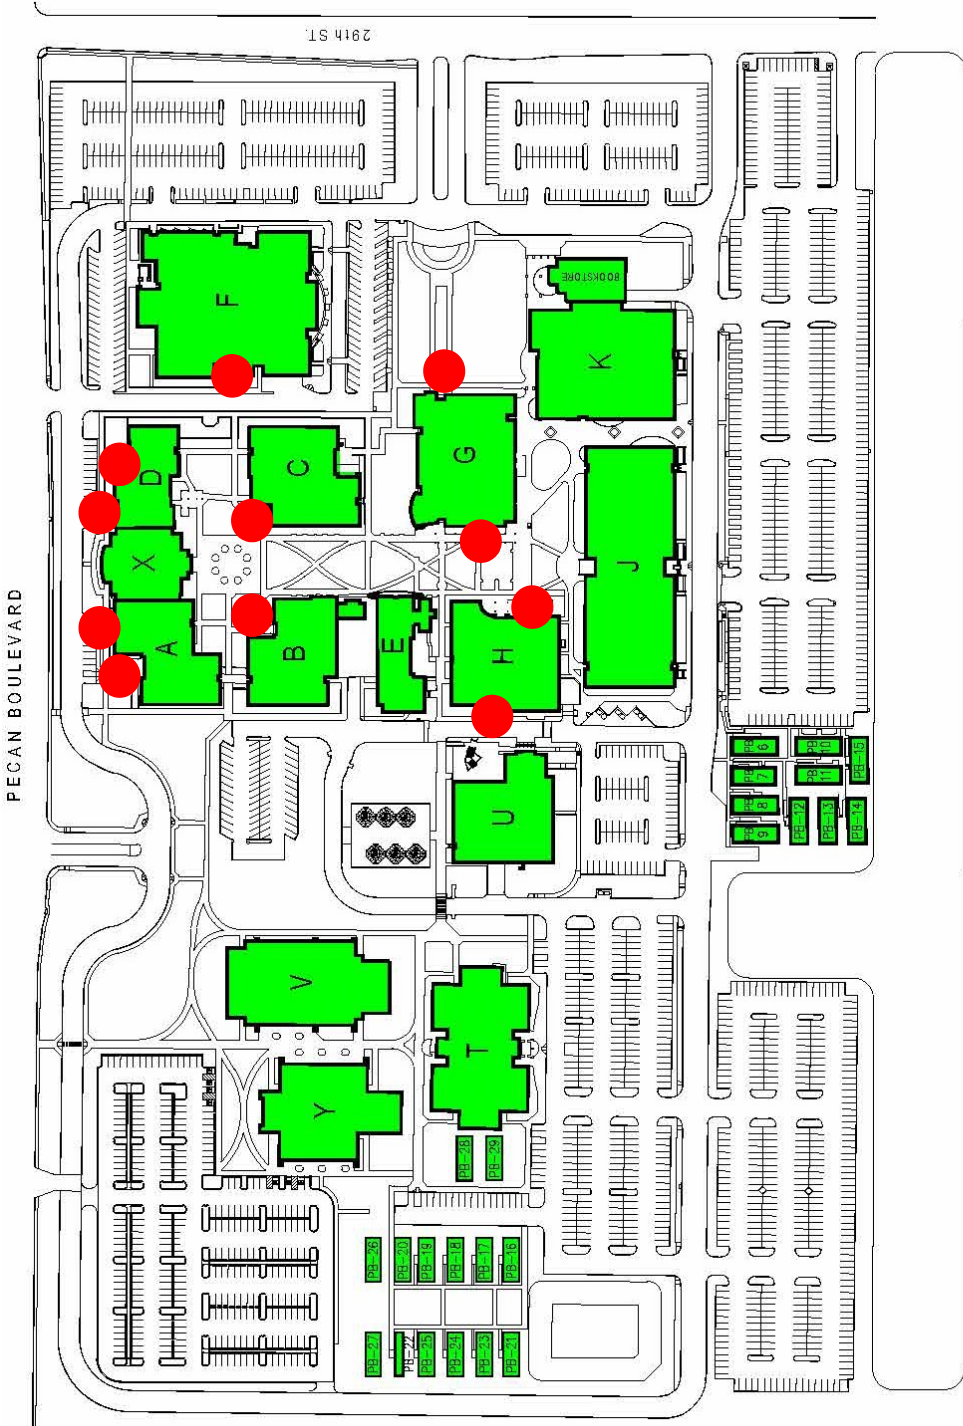 29th ST.
BOOKSTORE
F
K
D
C
G
X
J
A
B
E
H
PECAN BOULEVARD
PB 6
PB-10
PB-15
PB 7
PB 11
PB 8
PB-12
PB-13
PB-14
PB 9
U
V
T
Y
PB-28
PB-29
PB-26
PB-20
PB-19
PB-18
PB-17
PB-16
PB-27
PB-22
PB-25
PB-24
PB-23
PB-21